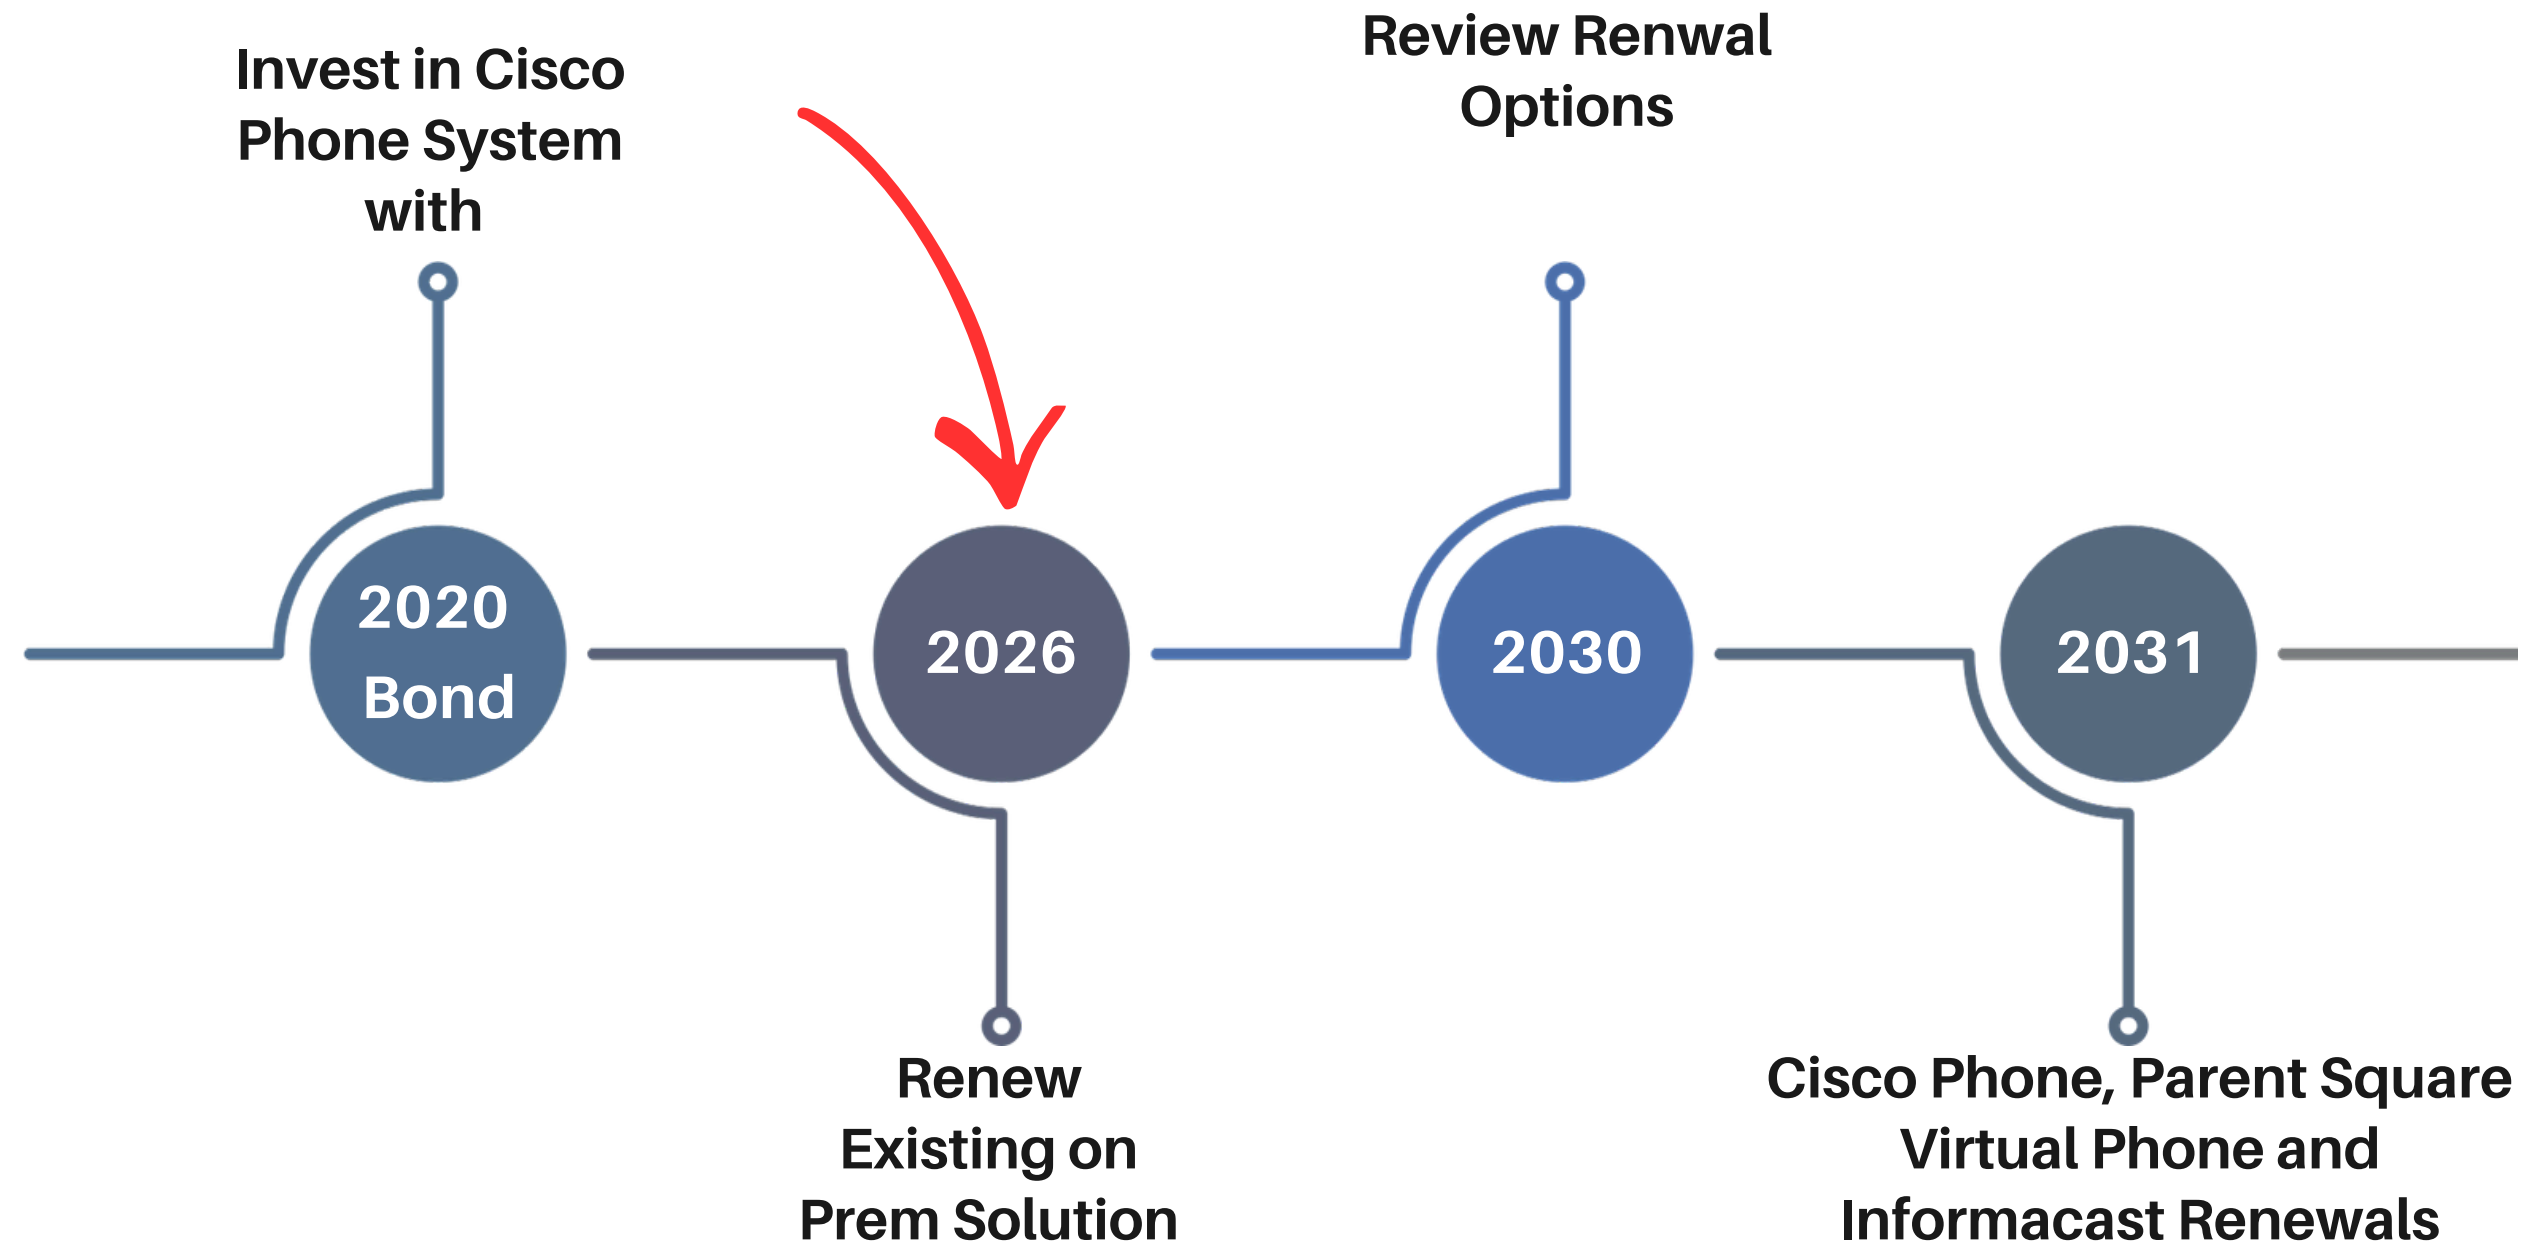 Invest in Cisco
Phone System
with
Review Renwal
Options
2020
Bond
2026
2030
2031
Renew
Existing on
Prem Solution
Cisco Phone, Parent Square
Virtual Phone and
Informacast Renewals